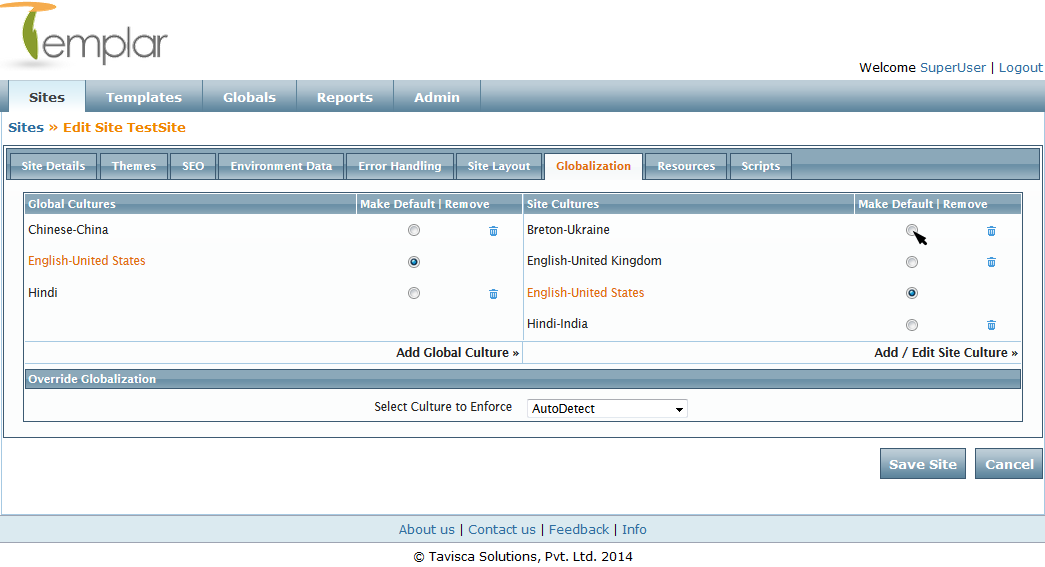 Templar
Welcome SuperUser | Logout
Sites Templates Globals Reports Admin
Sites » Edit Site TestSite
Site Details Themes SEO Environment Data Error Handling Site Layout Globalization Resources Scripts
Global Cultures Make Default | Remove Site Cultures Make Default | Remove
Chinese-China Breton-Ukraine
English-United States English-United Kingdom
Hindi English-United States
Hindi-India
Add Global Culture » Add / Edit Site Culture »
Override Globalization
Select Culture to Enforce AutoDetect
Save Site Cancel
About us | Contact us | Feedback | Info
© Tavisca Solutions, Pvt. Ltd. 2014